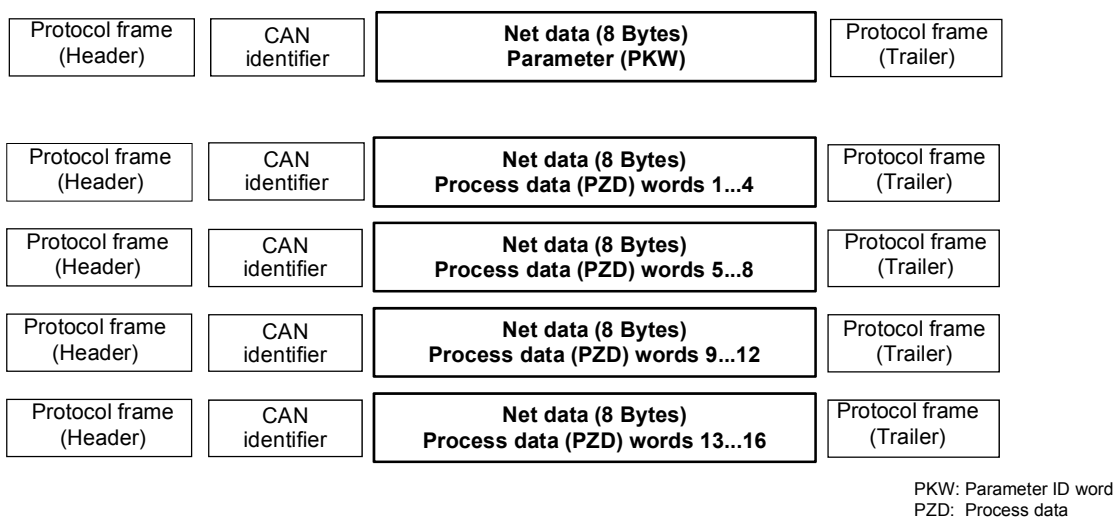 Protocol frame
(Header)
CAN
identifier
Net data (8 Bytes)
Parameter (PKW)
Protocol frame
(Trailer)
Protocol frame
(Header)
CAN
identifier
Net data (8 Bytes)
Process data (PZD) words 1...4
Protocol frame
(Trailer)
Protocol frame
(Header)
CAN
identifier
Net data (8 Bytes)
Process data (PZD) words 5...8
Protocol frame
(Trailer)
Protocol frame
(Header)
CAN
identifier
Net data (8 Bytes)
Process data (PZD) words 9...12
Protocol frame
(Trailer)
Protocol frame
(Header)
CAN
identifier
Net data (8 Bytes)
Process data (PZD) words 13...16
Protocol frame
(Trailer)
PKW: Parameter ID word
PZD: Process data